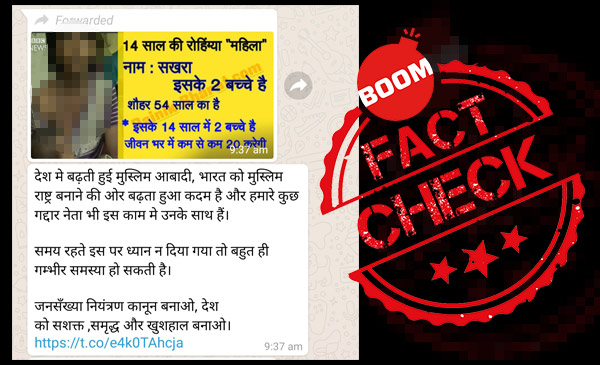 Forwarded
BBC
NEWS
14 साल की रोहिंग्या "महिला"
नाम : सखरा
इसके 2 बच्चे है
शौहर 54 साल का है
* इसके 14 साल में 2 बच्चे है
जीवन भर में कम से कम 20 करेगी
9:37 am
देश मे बढ़ती हुई मुस्लिम आबादी, भारत को मुस्लिम
राष्ट्र बनाने की ओर बढ़ता हुआ कदम है और हमारे कुछ
गद्दार नेता भी इस काम मे उनके साथ हैं।
समय रहते इस पर ध्यान न दिया गया तो बहुत ही
गम्भीर समस्या हो सकती है।
जनसँख्या नियंत्रण कानून बनाओ, देश
को सशक्त ,समृद्ध और खुशहाल बनाओ।
https://t.co/e4k0TAhcja
9:37 am
BOOM
FACT
CHECK